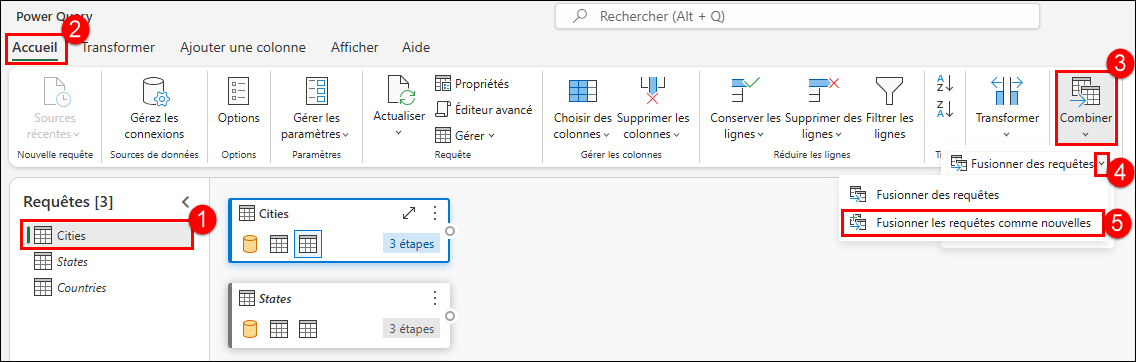 Power Query
Rechercher (Alt + Q)
2
Accueil
Transformer
Ajouter une colonne
Afficher
Aide
3
Sources
récentes
Nouvelle requête
Gérez les
connexions
Sources de données
Options
Options
Gérer les
paramètres
Paramètres
Actualiser
Propriétés
Éditeur avancé
Gérer
Requête
Choisir des
colonnes
Supprimer les
colonnes
Gérer les colonnes
Conserver les
lignes
Supprimer des
lignes
Filtrer les
lignes
Réduire les lignes
A
Z
Z
A
Transformer
Combiner
Fusionner des requêtes
4
Fusionner des requêtes
Fusionner les requêtes comme nouvelles
5
Requêtes [3]
1
Cities
States
Countries
Cities
3 étapes
States
3 étapes